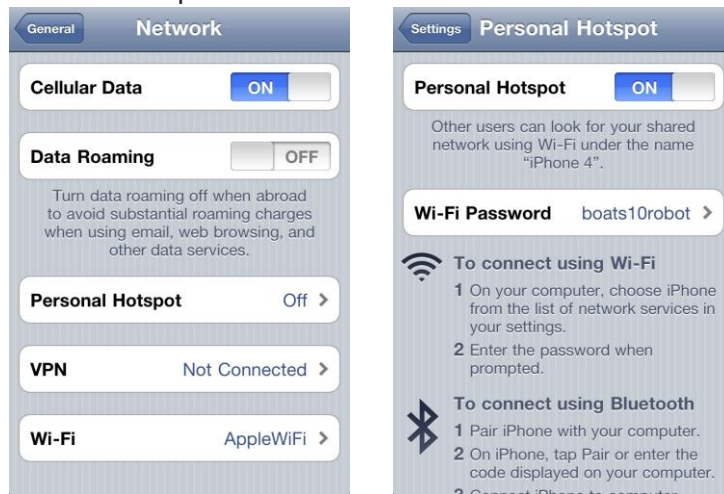 General
Network
Cellular Data
ON
Data Roaming
OFF
Turn data roaming off when abroad
to avoid substantial roaming charges
when using email, web browsing, and
other data services.
Personal Hotspot
Off
VPN
Not Connected
Wi-Fi
AppleWiFi
Settings
Personal Hotspot
Personal Hotspot
ON
Other users can look for your shared
network using Wi-Fi under the name
“iPhone 4”.
Wi-Fi Password
boats10robot
To connect using Wi-Fi
1 On your computer, choose iPhone
from the list of network services in
your settings.
2 Enter the password when
prompted.
To connect using Bluetooth
1 Pair iPhone with your computer.
2 On iPhone, tap Pair or enter the
code displayed on your computer.
3 Connect iPhone to computer